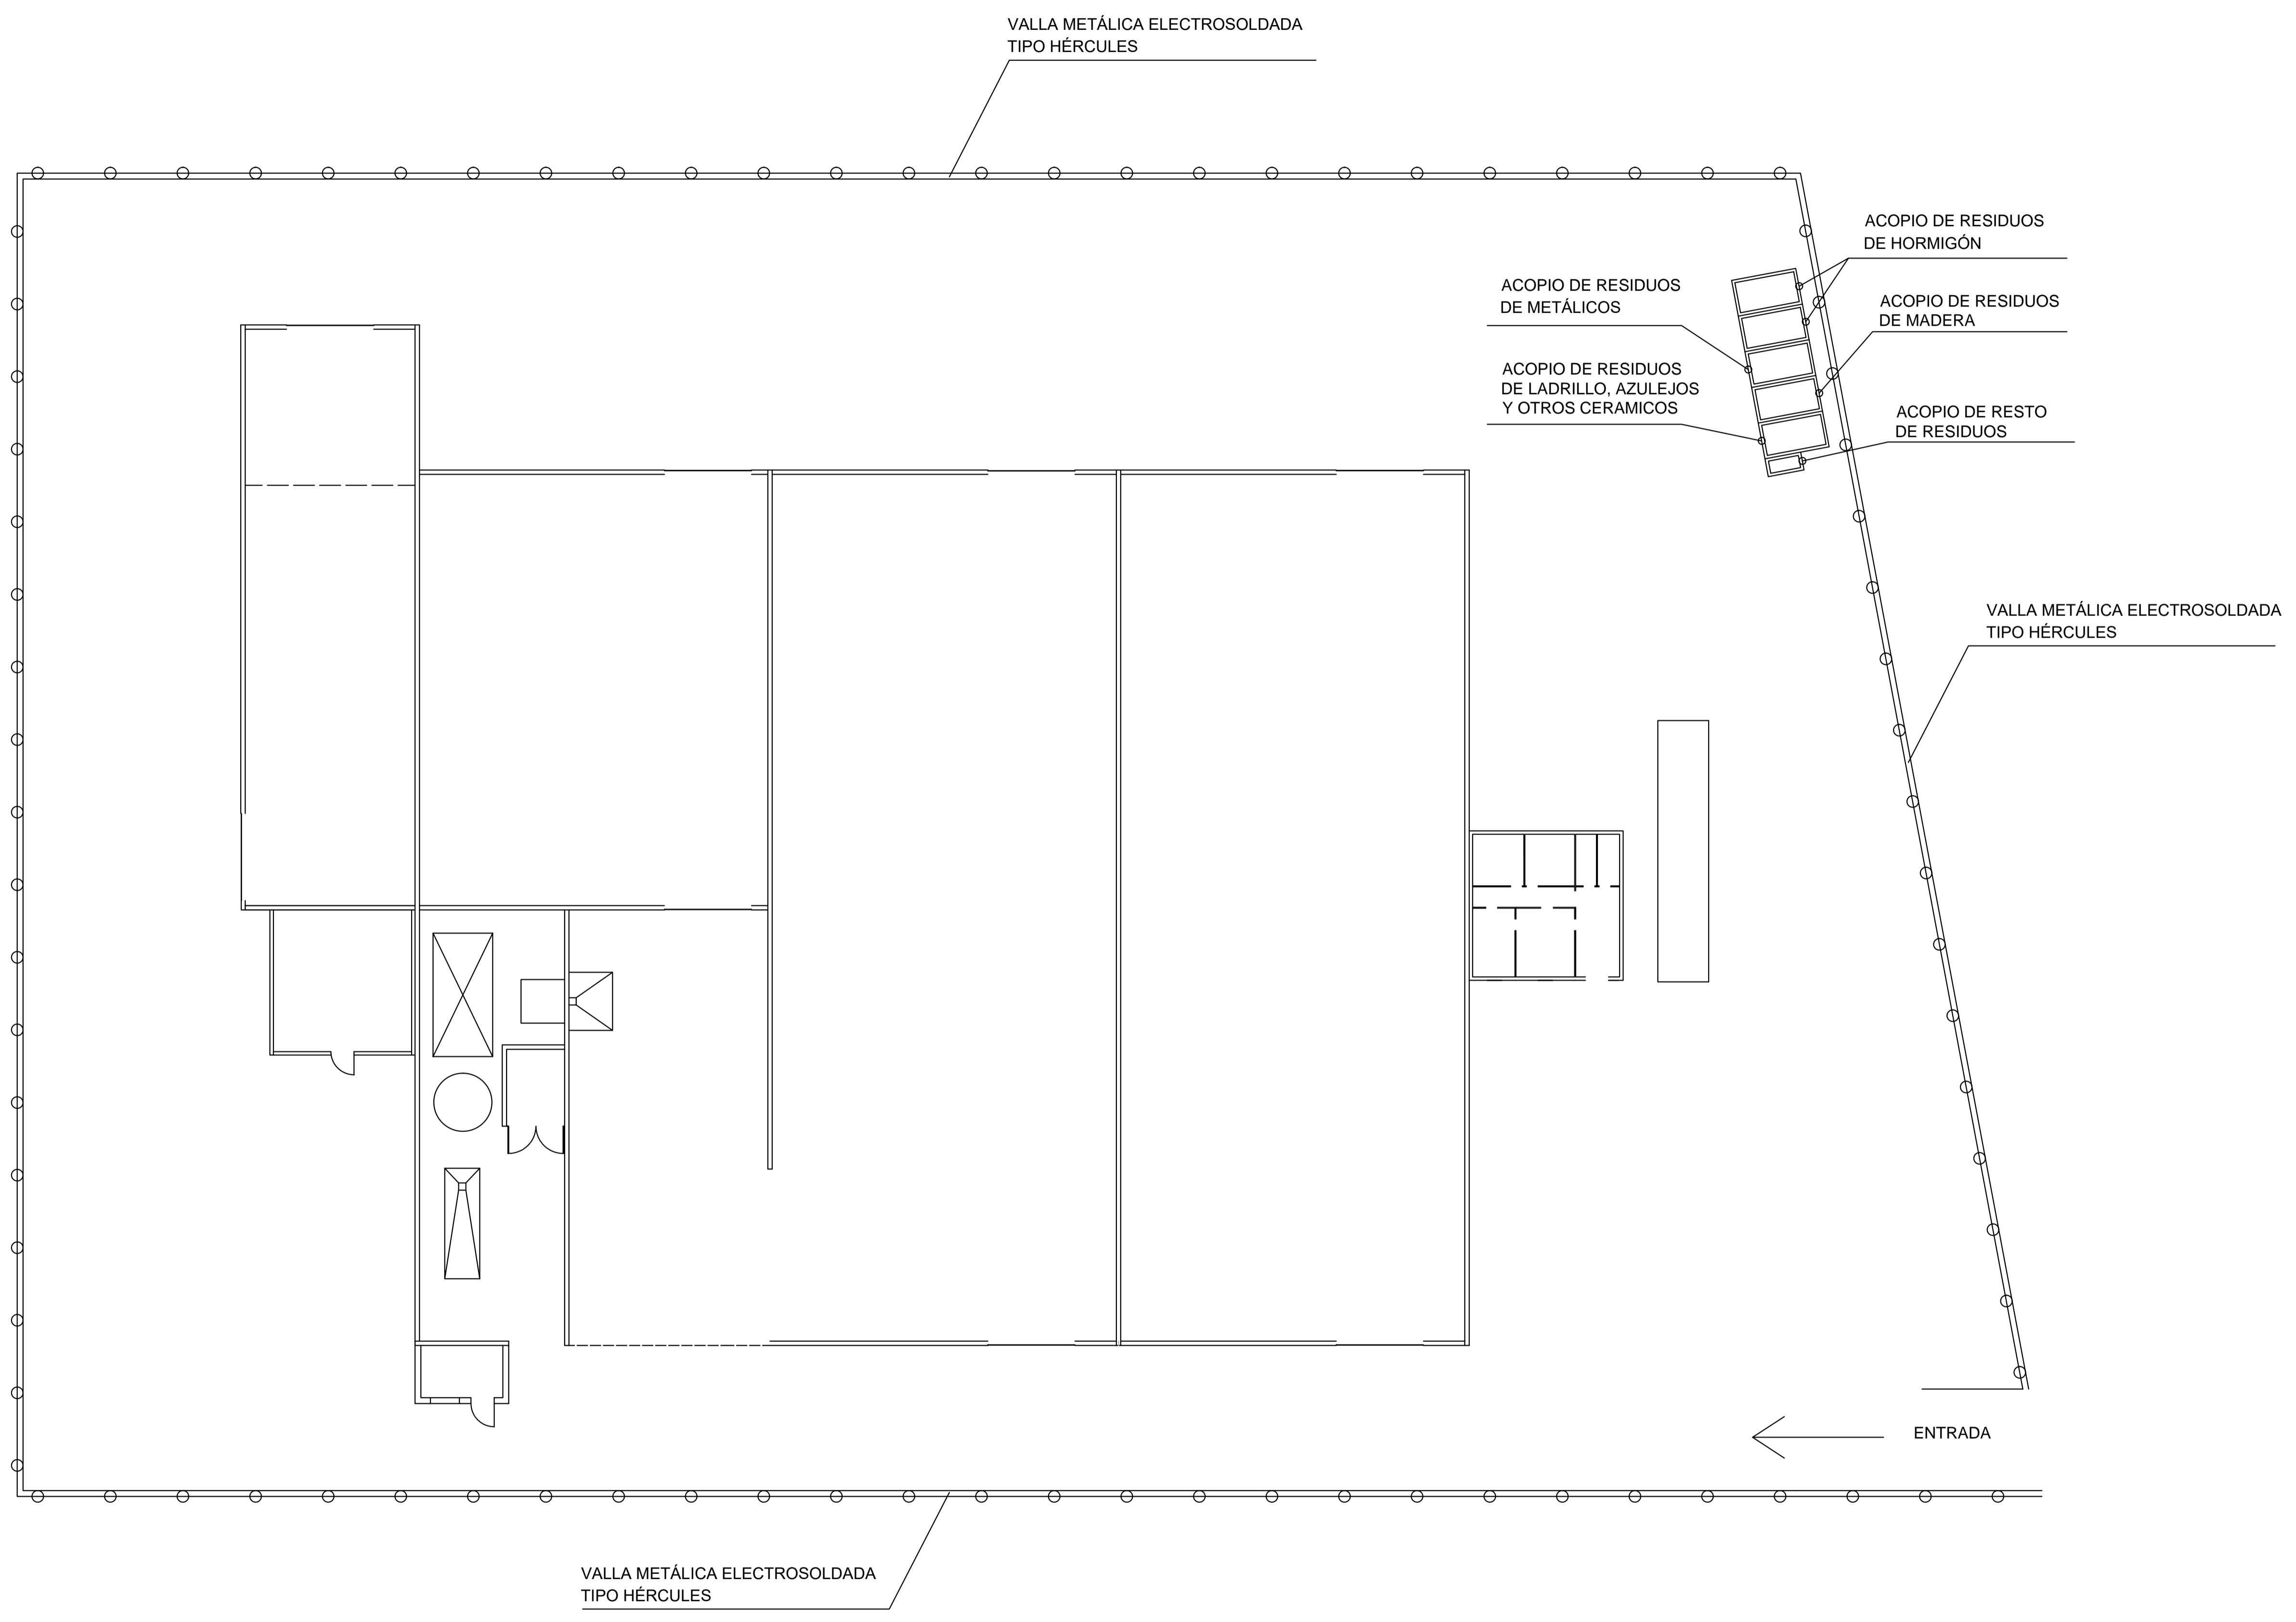 VALLA METÁLICA ELECTROSOLDADA
TIPO HÉRCULES
ACOPIO DE RESIDUOS
DE HORMIGÓN
ACOPIO DE RESIDUOS
DE METÁLICOS
ACOPIO DE RESIDUOS
DE MADERA
ACOPIO DE RESIDUOS
DE LADRILLO, AZULEJOS
Y OTROS CERAMICOS
ACOPIO DE RESTO
DE RESIDUOS
VALLA METÁLICA ELECTROSOLDADA
TIPO HÉRCULES
ENTRADA
VALLA METÁLICA ELECTROSOLDADA
TIPO HÉRCULES